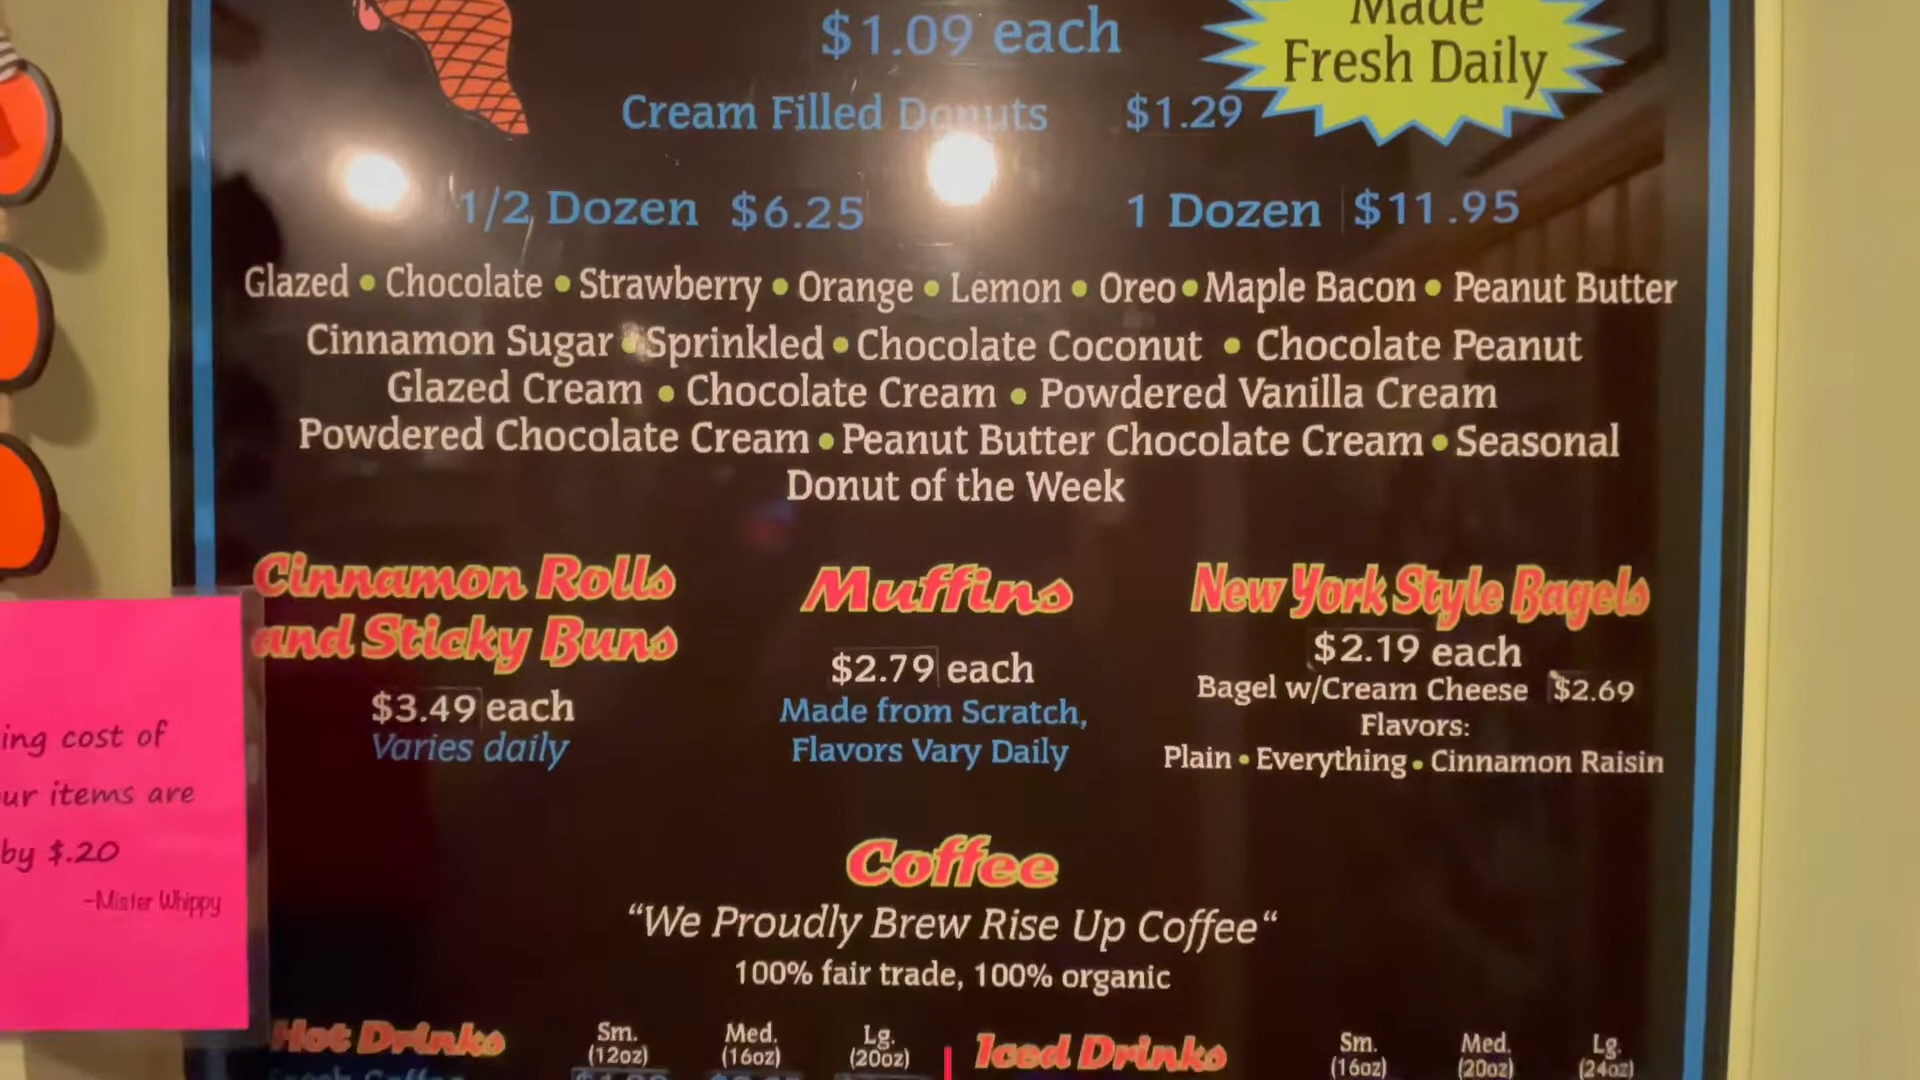 Made
$1.09 each
Fresh Daily
Cream Filled Donuts $1.29
1/2 Dozen $6.25 1 Dozen $11.95
Glazed • Chocolate • Strawberry • Orange • Lemon • Oreo • Maple Bacon • Peanut Butter
Cinnamon Sugar • Sprinkled • Chocolate Coconut • Chocolate Peanut
Glazed Cream • Chocolate Cream • Powdered Vanilla Cream
Powdered Chocolate Cream • Peanut Butter Chocolate Cream • Seasonal
Donut of the Week
Cinnamon Rolls
and Sticky Buns
$3.49 each
Varies daily
Muffins
$2.79 each
Made from Scratch,
Flavors Vary Daily
New York Style Bagels
$2.19 each
Bagel w/Cream Cheese $2.69
Flavors:
Plain • Everything • Cinnamon Raisin
ing cost of
ur items are
by $.20
-Mister Whippy
Coffee
“We Proudly Brew Rise Up Coffee“
100% fair trade, 100% organic
Hot Drinks Sm. Med. Lg.
(12oz) (16oz) (20oz)
Fresh Coffee
Iced Drinks Sm. Med. Lg.
(16oz) (20oz) (24oz)